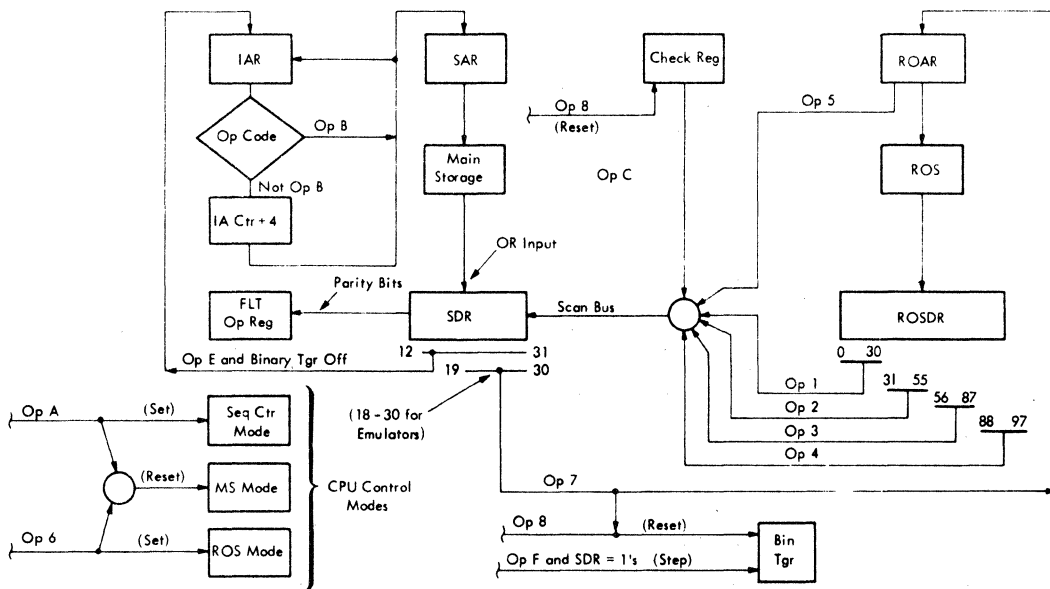 IAR
SAR
Check Reg
ROAR
Op 5
Op 8
(Reset)
Op Code
Op B
Main
Storage
Op C
ROS
Not Op B
IA Ctr + 4
OR Input
Parity Bits
FLT
Op Reg
SDR
Scan Bus
ROSDR
12
31
0 30
Op E and Binary Tgr Off
19
30
Op 1
31 55
(18 - 30 for
Emulators)
Op 2
56 87
Op A
(Set)
Seq Ctr
Mode
Op 3
88 97
Op 4
(Reset)
MS Mode
CPU Control
Modes
Op 7
Op 6
(Set)
ROS Mode
Op 8
(Reset)
Bin
Tgr
Op F and SDR = 1's (Step)